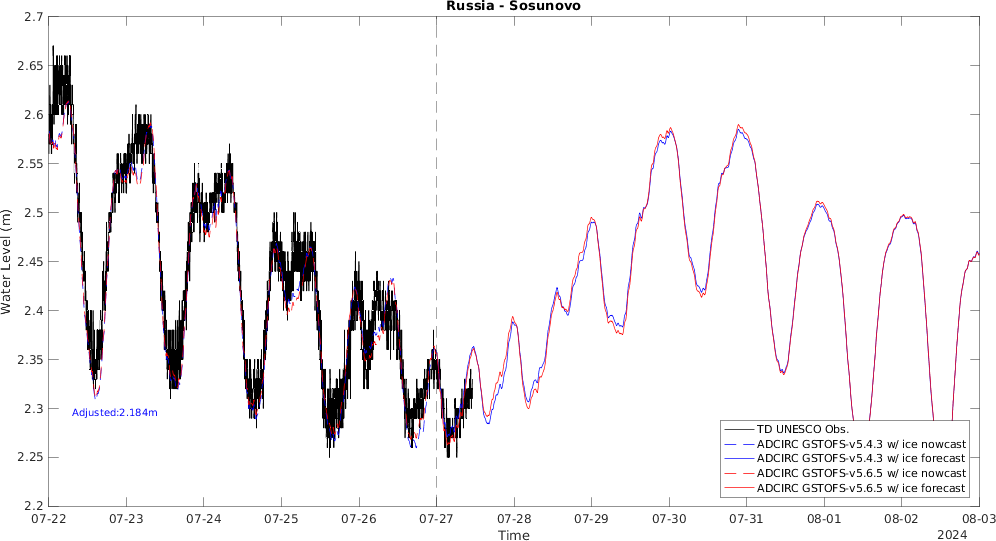 Russia - Sosunovo
2.7
2.65
2.6
2.55
2.5
2.45
2.4
2.35
2.3
2.25
2.2
Water Level (m)
Adjusted:2.184m
TD UNESCO Obs.
ADCIRC GSTOFS-v5.4.3 w/ ice nowcast
ADCIRC GSTOFS-v5.4.3 w/ ice forecast
ADCIRC GSTOFS-v5.6.5 w/ ice nowcast
ADCIRC GSTOFS-v5.6.5 w/ ice forecast
07-22 07-23 07-24 07-25 07-26 07-27 07-28 07-29 07-30 07-31 08-01 08-02 08-03
Time
2024